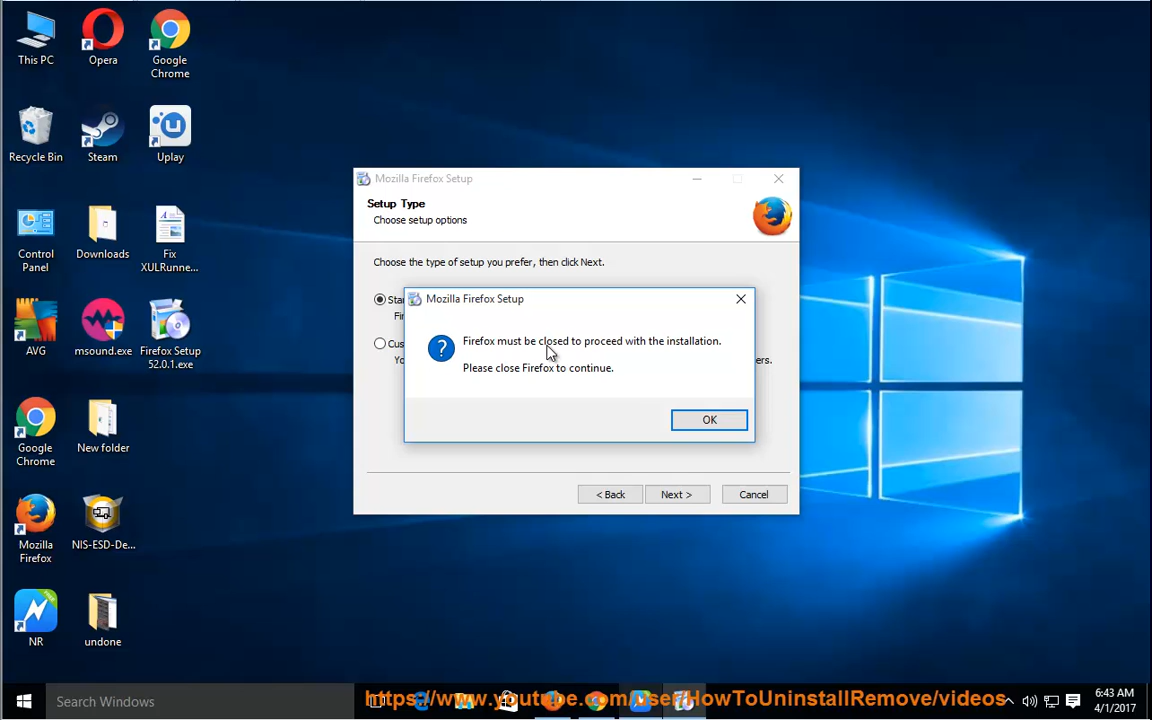 This PC
Opera
Google
Chrome
Recycle Bin
Steam
Uplay
Control
Panel
Downloads
Fix
XULRunne...
AVG
msound.exe
Firefox Setup
52.0.1.exe
Google
Chrome
New folder
Mozilla
Firefox
NIS-ESD-De...
NR
undone
Mozilla Firefox Setup
Setup Type
Choose setup options
Choose the type of setup you prefer, then click Next.
Mozilla Firefox Setup
Firefox must be closed to proceed with the installation.
Please close Firefox to continue.
OK
< Back
Next >
Cancel
Search Windows
https://www.youtube.com/user/HowToUninstallRemove/videos
6:43 AM
4/1/2017